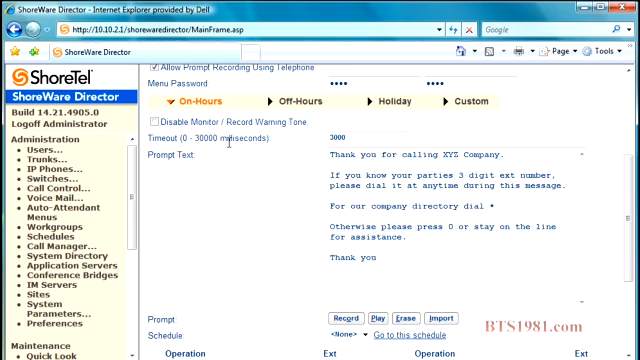 ShoreWare Director - Internet Explorer provided by Dell
http://10.10.2.1/shorewaredirector/MainFrame.asp
Google
ShoreWare Director
Page
Tools
ShoreTel
ShoreWare Director
Build 14.21.4905.0
Logoff Administrator
Administration
Users...
Trunks...
IP Phones...
Switches...
Call Control...
Voice Mail...
Auto-Attendant
Menus
Workgroups
Schedules
Call Manager...
System Directory
Application Servers
Conference Bridges
IM Servers
Sites
System
Parameters...
Preferences
Maintenance
Quick Look
Allow Prompt Recording Using Telephone
Menu Password
•••• ••••
On-Hours Off-Hours Holiday Custom
Disable Monitor / Record Warning Tone
Timeout (0 - 30000 milliseconds): 3000
Prompt Text:
Thank you for calling XYZ Company.
If you know your parties 3 digit ext number,
please dial it at anytime during this message.
For our company directory dial *
Otherwise please press 0 or stay on the line
for assistance.
Thank you
Prompt: Record Play Erase Import
Schedule: <None> Go to this schedule
Operation Ext Operation Ext
BTS1981.com